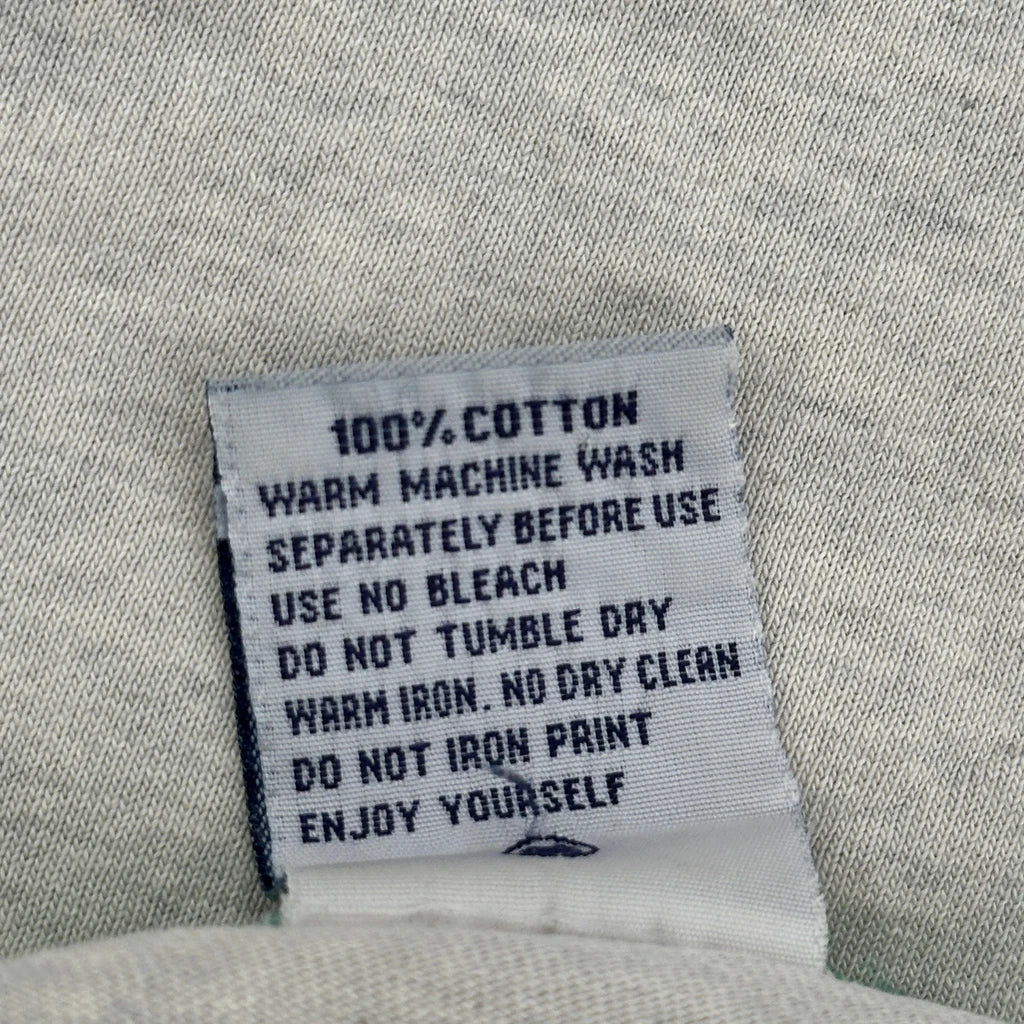 100% COTTON
WARM MACHINE WASH
SEPARATELY BEFORE USE
USE NO BLEACH
DO NOT TUMBLE DRY
WARM IRON. NO DRY CLEAN
DO NOT IRON PRINT
ENJOY YOURSELF